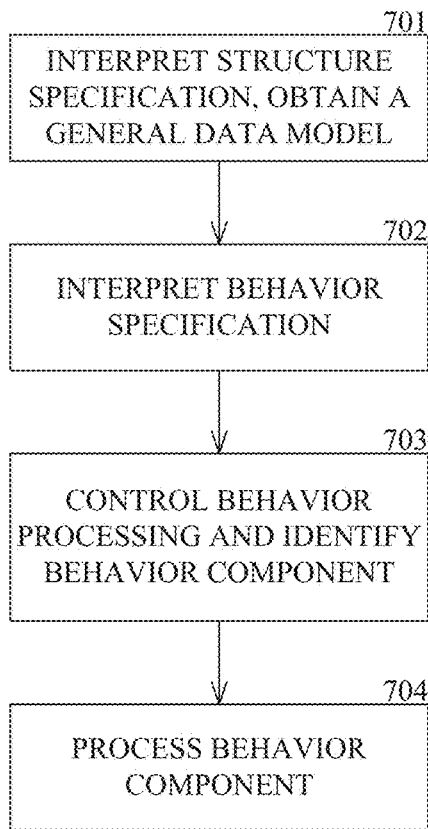 701
INTERPRET STRUCTURE
SPECIFICATION, OBTAIN A
GENERAL DATA MODEL
702
INTERPRET BEHAVIOR
SPECIFICATION
703
CONTROL BEHAVIOR
PROCESSING AND IDENTIFY
BEHAVIOR COMPONENT
704
PROCESS BEHAVIOR
COMPONENT